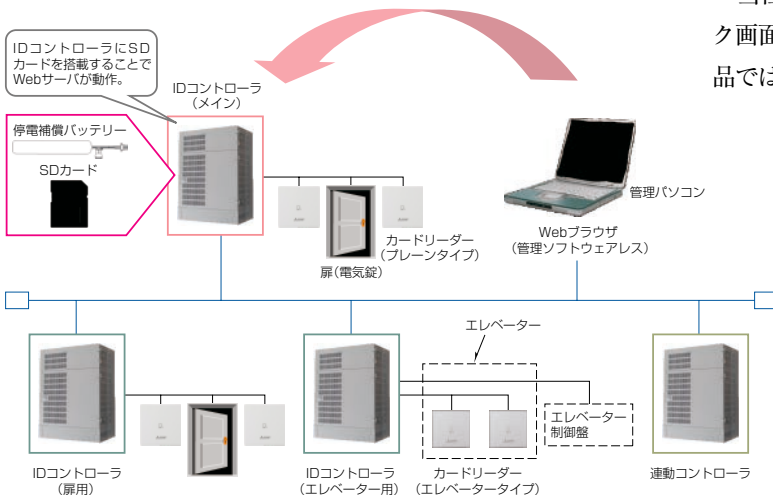 当社
ク画面
品では
IDコントローラにSD
カードを搭載することで
Webサーバが動作。
IDコントローラ
(メイン)
停電補償バッテリー
SDカード
カードリーダー
(プレーンタイプ)
扉(電気錠)
管理パソコン
Webブラウザ
(管理ソフトウェアレス)
エレベーター
エレベーター
制御盤
IDコントローラ
(扉用)
IDコントローラ
(エレベーター用)
カードリーダー
(エレベータータイプ)
連動コントローラ